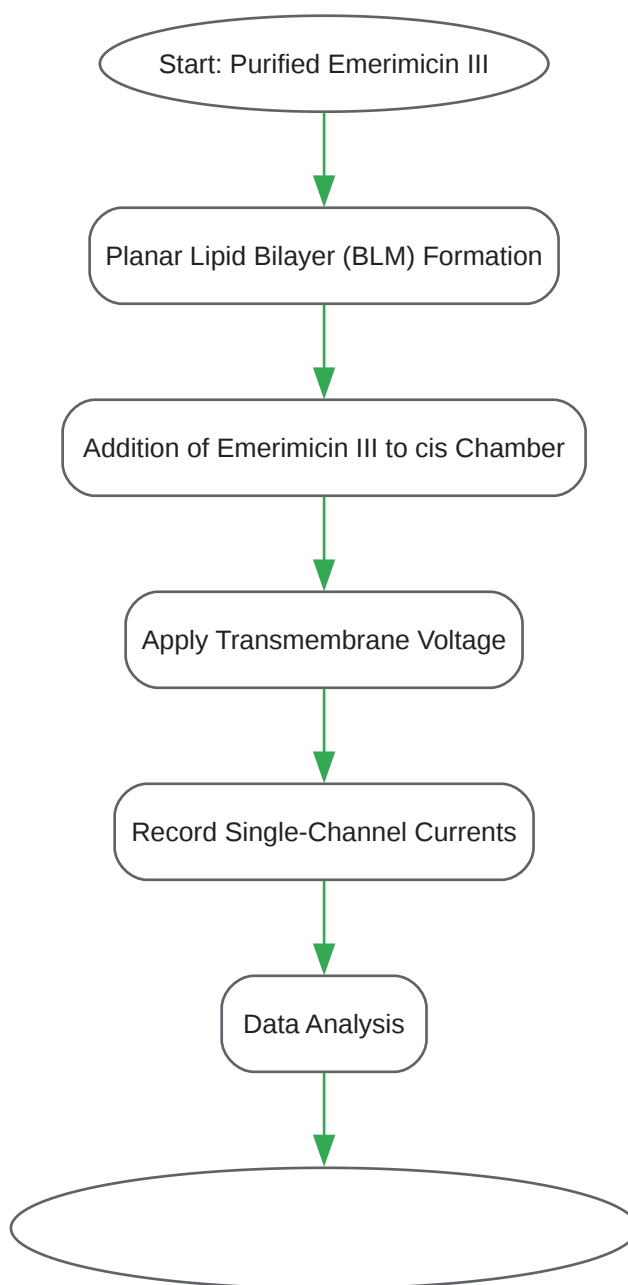 Start: Purified Emerimicin III
Planar Lipid Bilayer (BLM) Formation
Addition of Emerimicin III to cis Chamber
Apply Transmembrane Voltage
Record Single-Channel Currents
Data Analysis